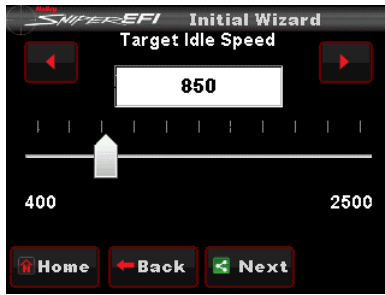 Holley
SNIPER EFI Initial Wizard
Target Idle Speed
850
400 2500
Home Back Next